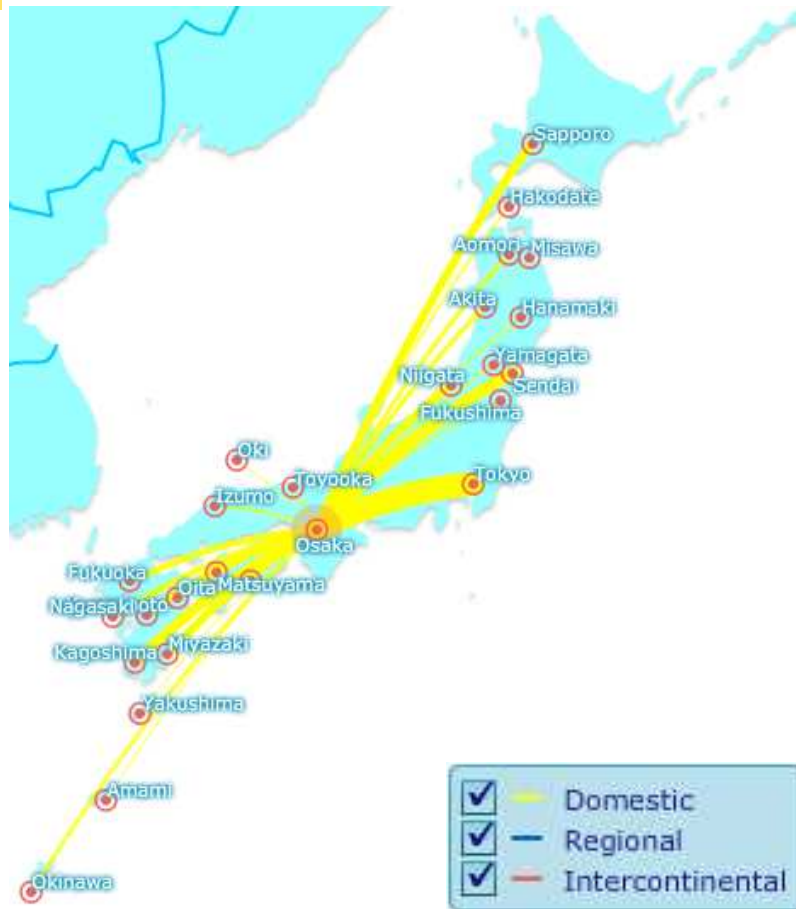 Sapporo
Hakodate
Aomori
Misawa
Akita
Hanamaki
Yamagata
Niigata
Sendai
Fukushima
Oki
Toyooka
Tokyo
Izumo
Osaka
Fukuoka
Matsuyama
Oita
Nagasaki
oto
Miyazaki
Kagoshima
Yakushima
Amami
Okinawa
Domestic
Regional
Intercontinental